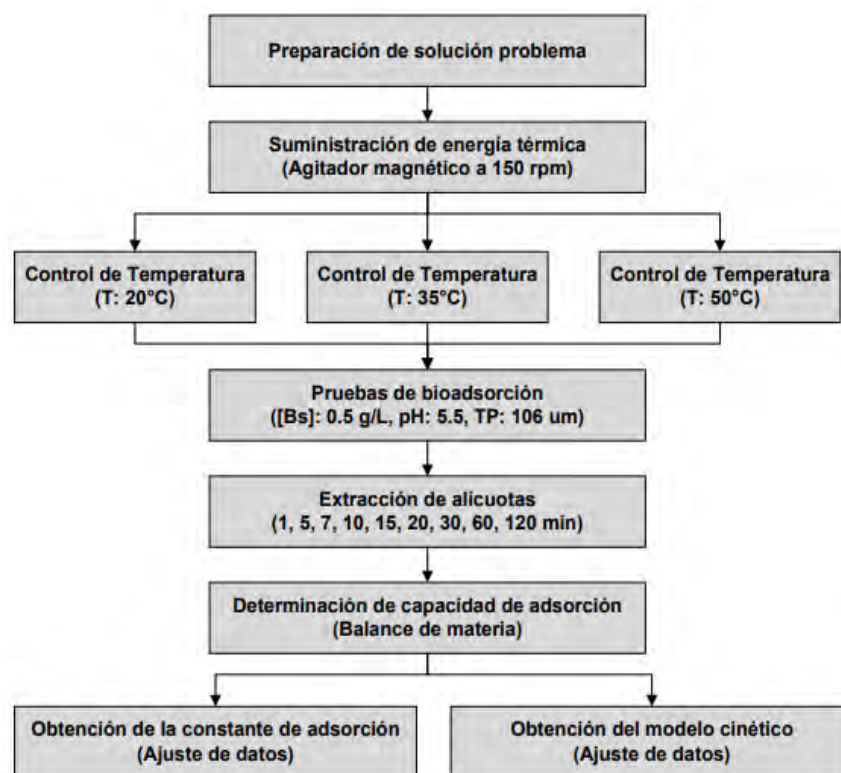 Preparación de solución problema
Suministración de energía térmica
(Agitador magnético a 150 rpm)
Control de Temperatura
(T: 20°C)
Control de Temperatura
(T: 35°C)
Control de Temperatura
(T: 50°C)
Pruebas de bioadsorción
([Bs]: 0.5 g/L, pH: 5.5, TP: 106 um)
Extracción de alícuotas
(1, 5, 7, 10, 15, 20, 30, 60, 120 min)
Determinación de capacidad de adsorción
(Balance de materia)
Obtención de la constante de adsorción
(Ajuste de datos)
Obtención del modelo cinético
(Ajuste de datos)